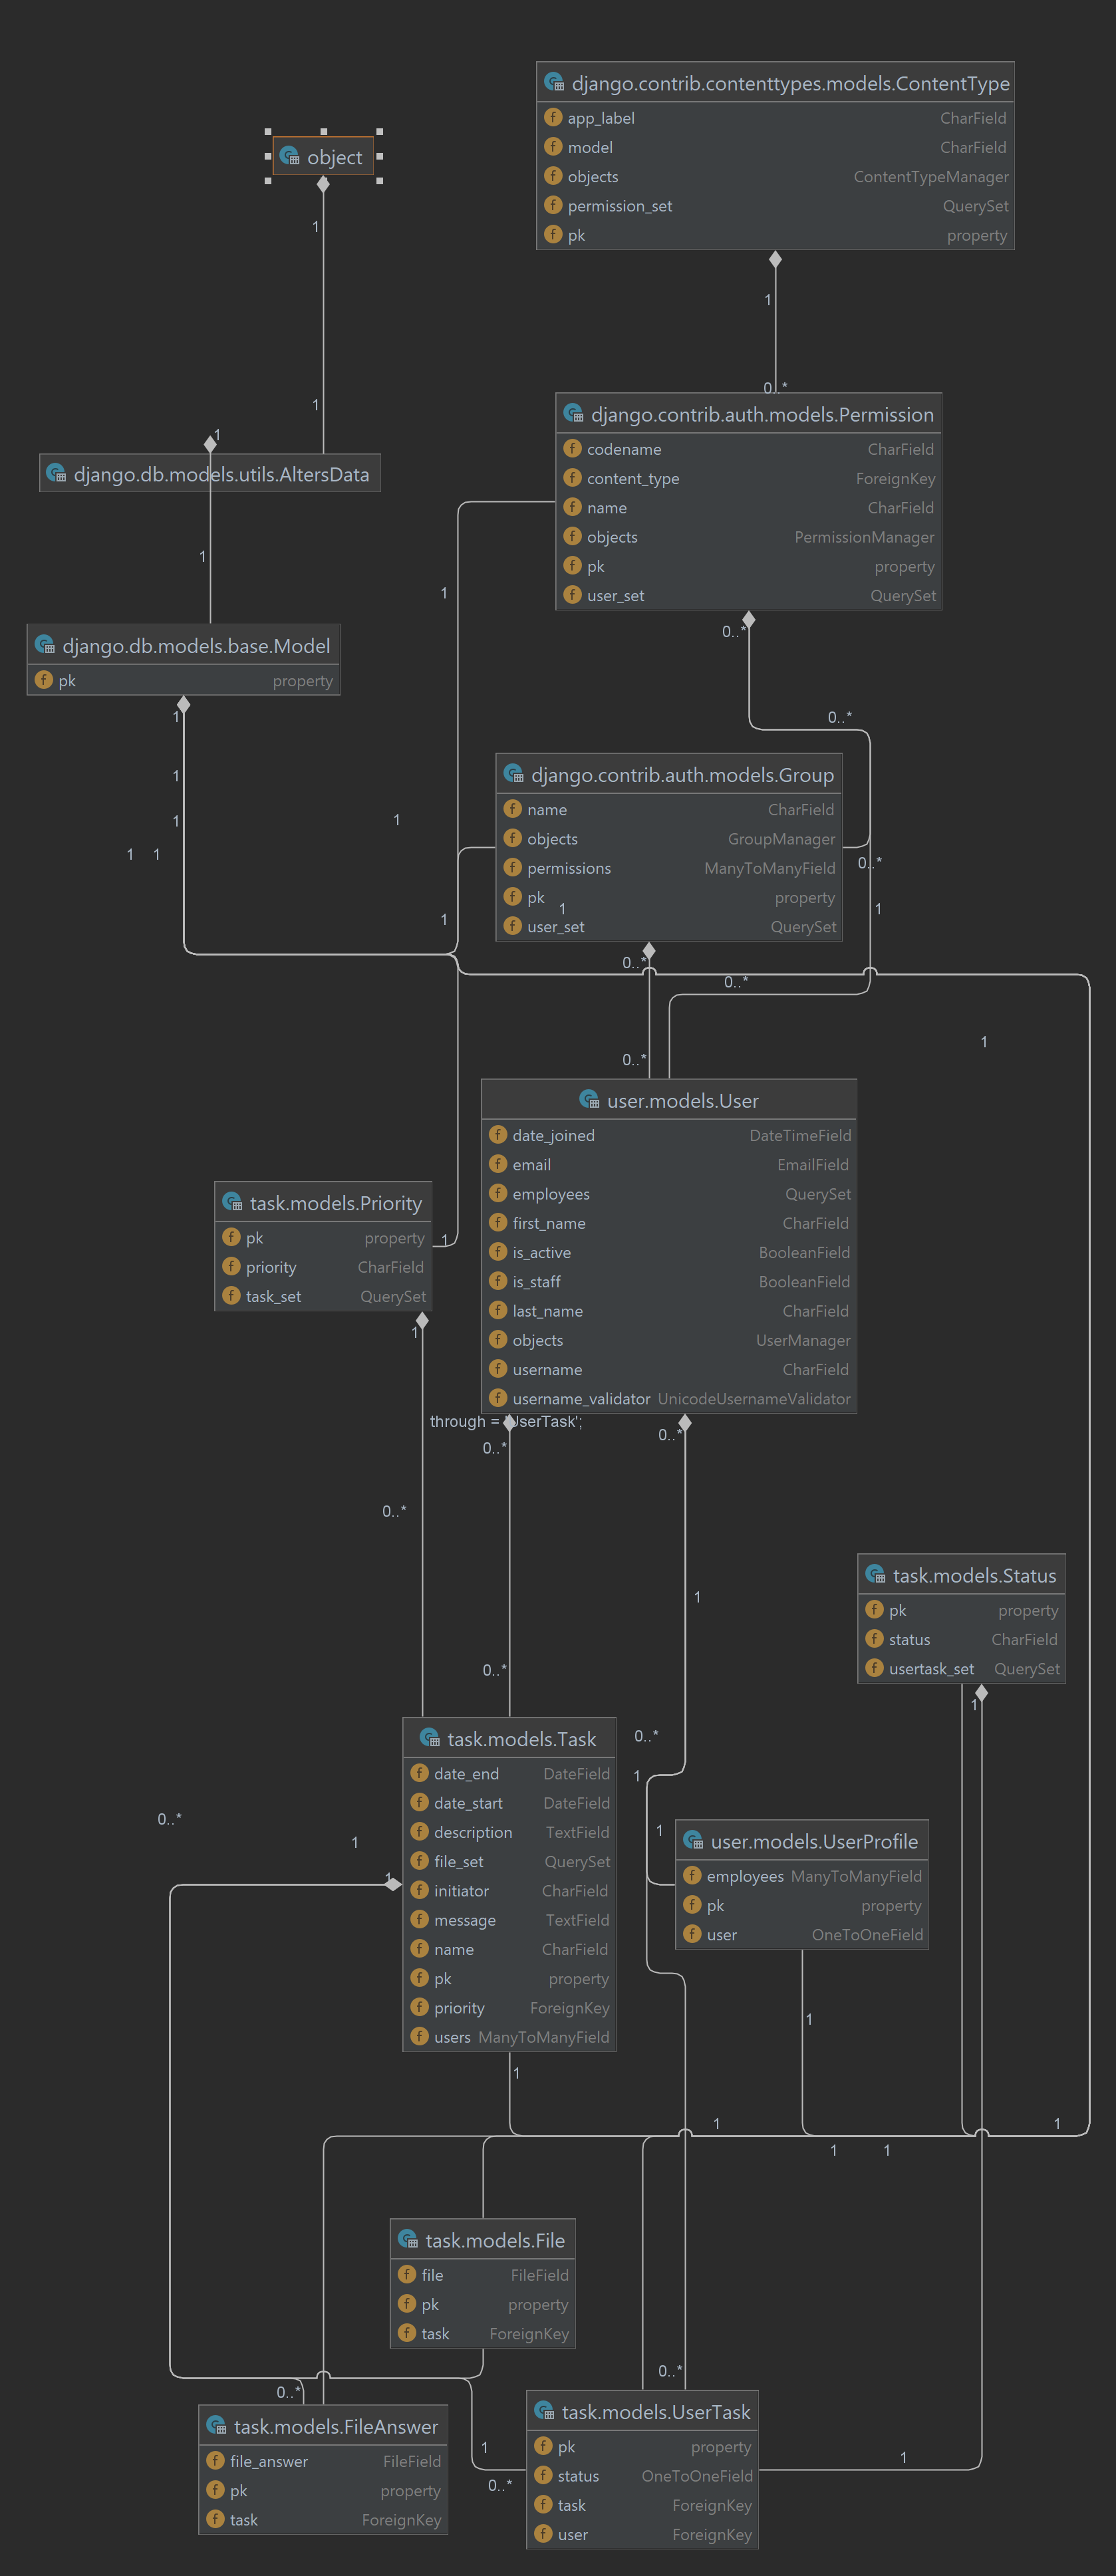 django.contrib.contenttypes.models.ContentType
app_label CharField
model CharField
objects ContentTypeManager
permission_set QuerySet
pk property
object
1
1
0..*
1
django.contrib.auth.models.Permission
codename CharField
content_type ForeignKey
name CharField
objects PermissionManager
pk property
user_set QuerySet
1
django.db.models.utils.AltersData
1
1
django.db.models.base.Model
pk property
0..*
0..*
1
1
1
1
1
1
django.contrib.auth.models.Group
name CharField
objects GroupManager
permissions ManyToManyField
pk property
user_set QuerySet
0..*
1
1
1
0..*
0..*
1
0..*
user.models.User
date_joined DateTimeField
email EmailField
employees QuerySet
first_name CharField
is_active BooleanField
is_staff BooleanField
last_name CharField
objects UserManager
username CharField
username_validator UnicodeUsernameValidator
task.models.Priority
pk property
priority CharField
task_set QuerySet
1
1
through = 'UserTask';
0..*
0..*
0..*
1
0..*
task.models.Status
pk property
status CharField
usertask_set QuerySet
1
task.models.Task
date_end DateField
date_start DateField
description TextField
file_set QuerySet
initiator CharField
message TextField
name CharField
pk property
priority ForeignKey
users ManyToManyField
0..*
1
0..*
1
1
1
user.models.UserProfile
employees ManyToManyField
pk property
user OneToOneField
1
1
1
1
1
1
task.models.File
file FileField
pk property
task ForeignKey
0..*
0..*
task.models.FileAnswer
file_answer FileField
pk property
task ForeignKey
1
0..*
task.models.UserTask
pk property
status OneToOneField
task ForeignKey
user ForeignKey
1